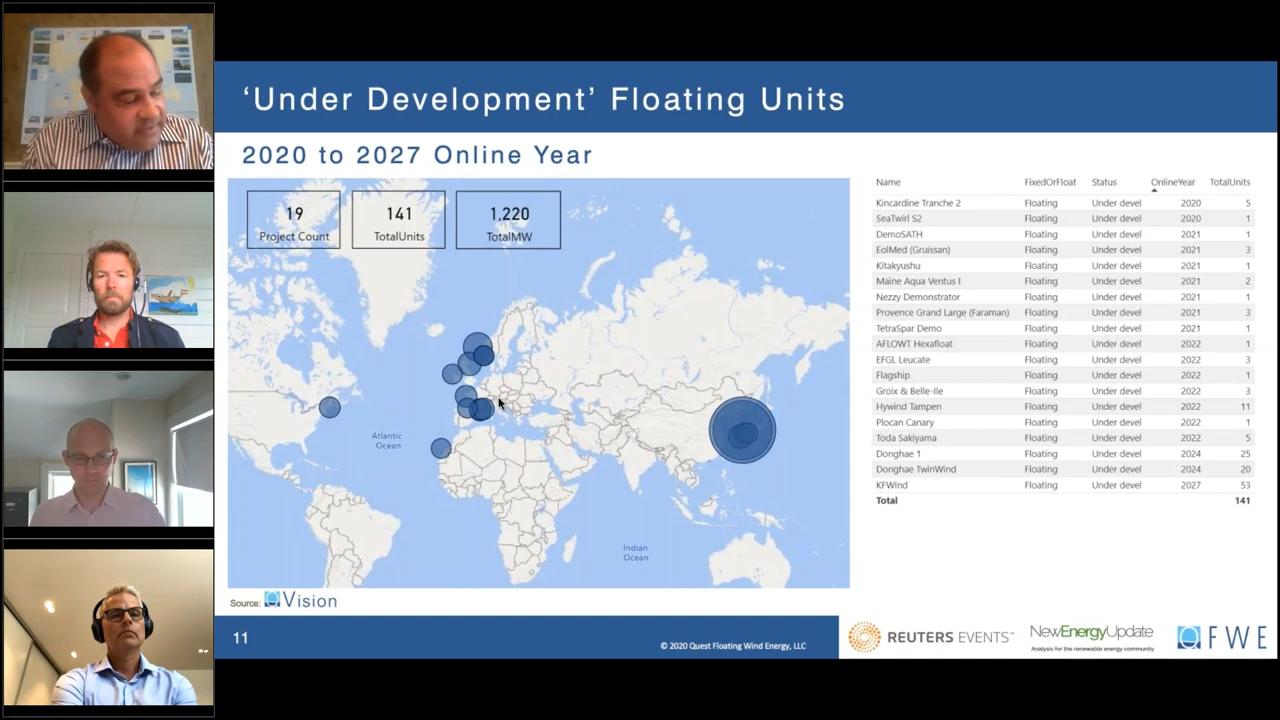 ‘Under Development’ Floating Units
2020 to 2027 Online Year
19
Project Count
141
TotalUnits
1,220
TotalMW
Atlantic
Ocean
Indian
Ocean
Name FixedOrFloat Status OnlineYear TotalUnits
Kincardine Tranche 2 Floating Under devel 2020 5
SeaTwirl S2 Floating Under devel 2020 1
DemoSATH Floating Under devel 2021 1
EolMed (Gruissan) Floating Under devel 2021 3
Kitakyushu Floating Under devel 2021 1
Maine Aqua Ventus I Floating Under devel 2021 2
Nezzy Demonstrator Floating Under devel 2021 1
Provence Grand Large (Faraman) Floating Under devel 2021 3
TetraSpar Demo Floating Under devel 2021 1
AFLOWT Hexafloat Floating Under devel 2022 1
EFGL Leucate Floating Under devel 2022 3
Flagship Floating Under devel 2022 1
Groix & Belle-Ile Floating Under devel 2022 3
Hywind Tampen Floating Under devel 2022 11
Plocan Canary Floating Under devel 2022 1
Toda Sakiyama Floating Under devel 2022 5
Donghae 1 Floating Under devel 2024 25
Donghae TwinWind Floating Under devel 2024 20
KFWind Floating Under devel 2027 53
Total 141
Source: Vision
11
© 2020 Quest Floating Wind Energy, LLC
REUTERS EVENTS™
NewEnergyUpdate
Analysis for the renewable energy community
FWE